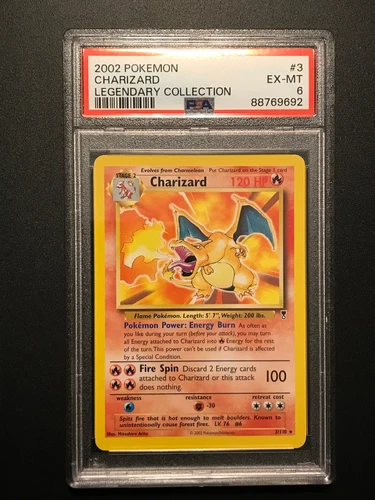 2002 POKEMON #3
CHARIZARD EX-MT
LEGENDARY COLLECTION 6
PSA 88769692
STAGE 2 Evolves from Charmeleon Put Charizard on the Stage 1 card
Charizard 120 HP
Flame Pokémon. Length: 5' 7", Weight: 200 lbs.
Pokémon Power: Energy Burn As often as
you like during your turn (before your attack), you may turn
all Energy attached to Charizard into for the
rest of the turn. This power can't be used if Charizard is affected
by a Special Condition.
Fire Spin Discard 2 Energy cards
attached to Charizard or this attack 100
does nothing.
weakness resistance retreat cost
-30
Spits fire that is hot enough to melt boulders. Known to
unintentionally cause forest fires. LV. 76 #6
Illus. Mitsuhiro Arita © 2002 Pokémon 3/110